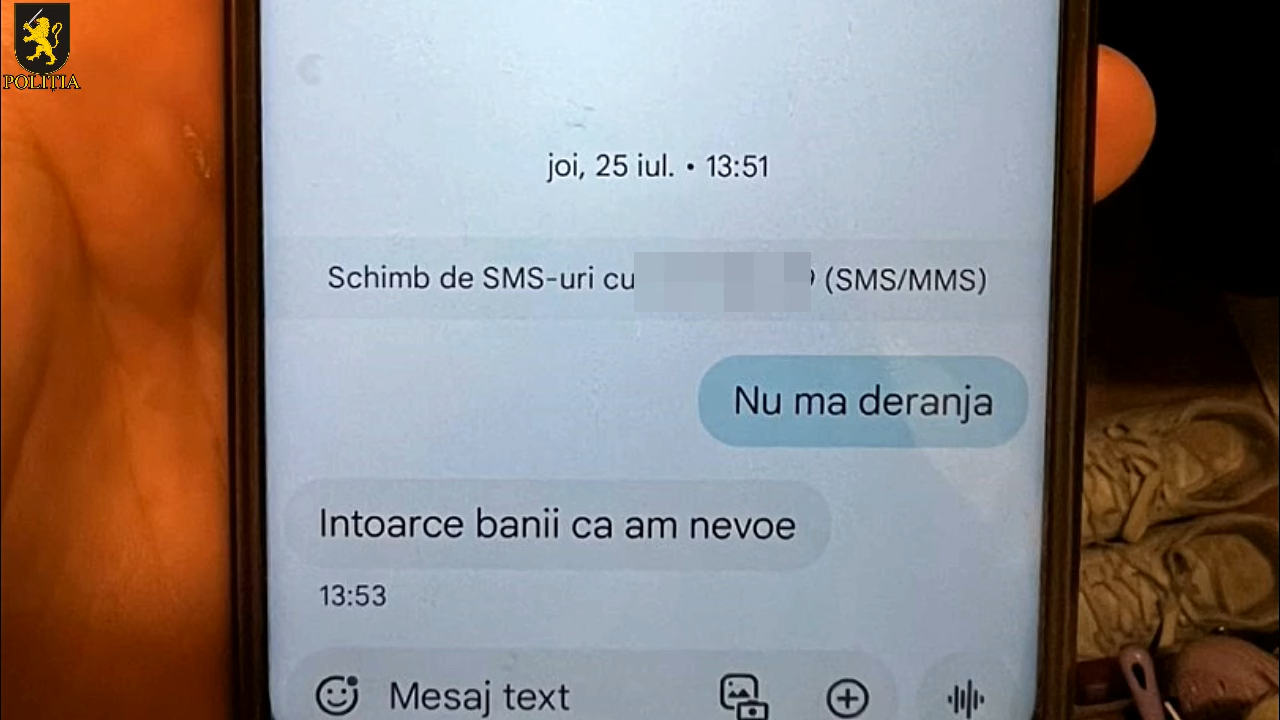 POLIȚIA
joi, 25 iul. • 13:51
Schimb de SMS-uri cu 9 (SMS/MMS)
Nu ma deranja
Intoarce banii ca am nevoe
13:53
Mesaj text